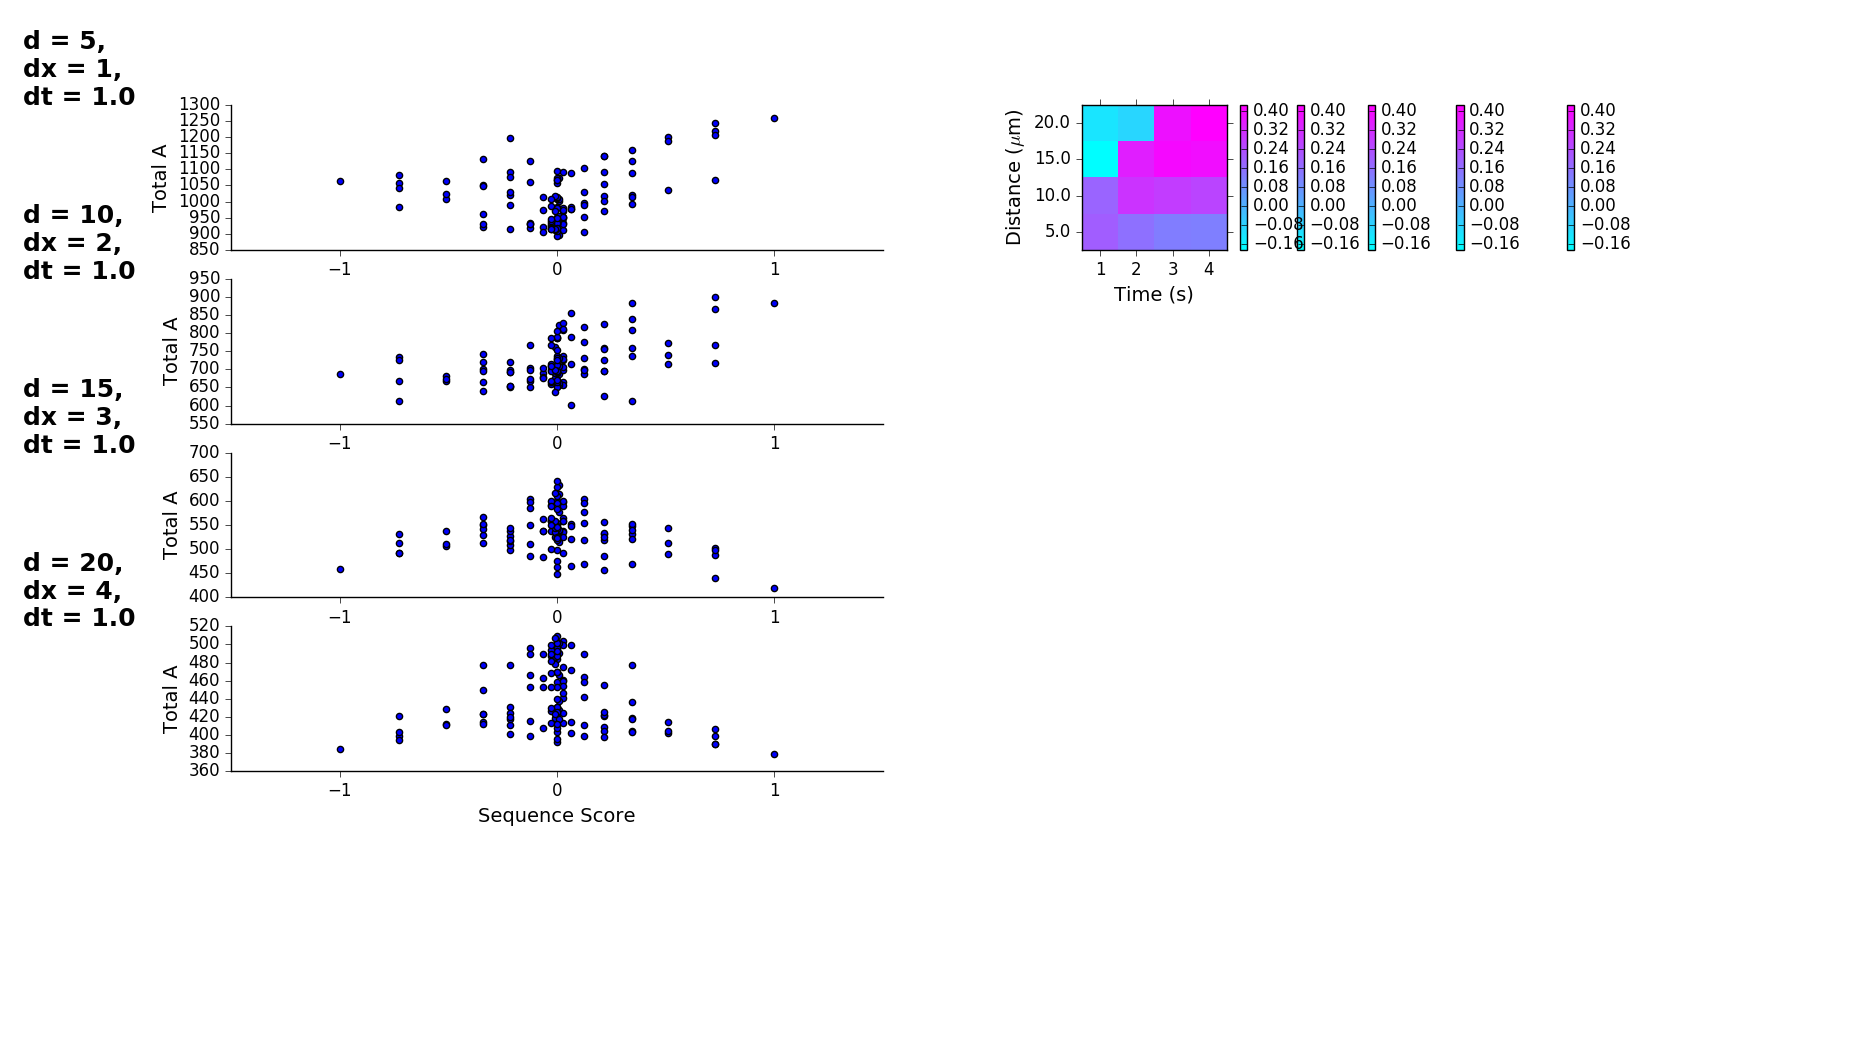 d = 5,
dx = 1,
dt = 1.0
Total A
1300
1250
1200
1150
1100
1050
1000
950
900
850
−1 0 1
d = 10,
dx = 2,
dt = 1.0
Total A
950
900
850
800
750
700
650
600
550
−1 0 1
d = 15,
dx = 3,
dt = 1.0
Total A
700
650
600
550
500
450
400
−1 0 1
d = 20,
dx = 4,
dt = 1.0
Total A
520
500
480
460
440
420
400
380
360
−1 0 1
Sequence Score
Distance (μm)
20.0
15.0
10.0
5.0
1 2 3 4
Time (s)
0.40 0.40 0.40 0.40 0.40
0.32 0.32 0.32 0.32 0.32
0.24 0.24 0.24 0.24 0.24
0.16 0.16 0.16 0.16 0.16
0.08 0.08 0.08 0.08 0.08
0.00 0.00 0.00 0.00 0.00
−0.08 −0.08 −0.08 −0.08 −0.08
−0.16 −0.16 −0.16 −0.16 −0.16